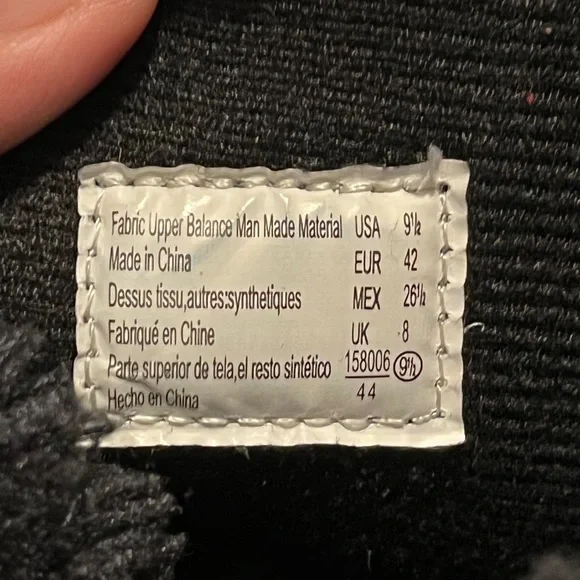 Fabric Upper Balance Man Made Material USA 9½
Made in China EUR 42
Dessus tissu,autres:synthetiques MEX 26½
Fabriqué en Chine UK 8
Parte superior de tela,el resto sintético 158006 9½
Hecho en China 44